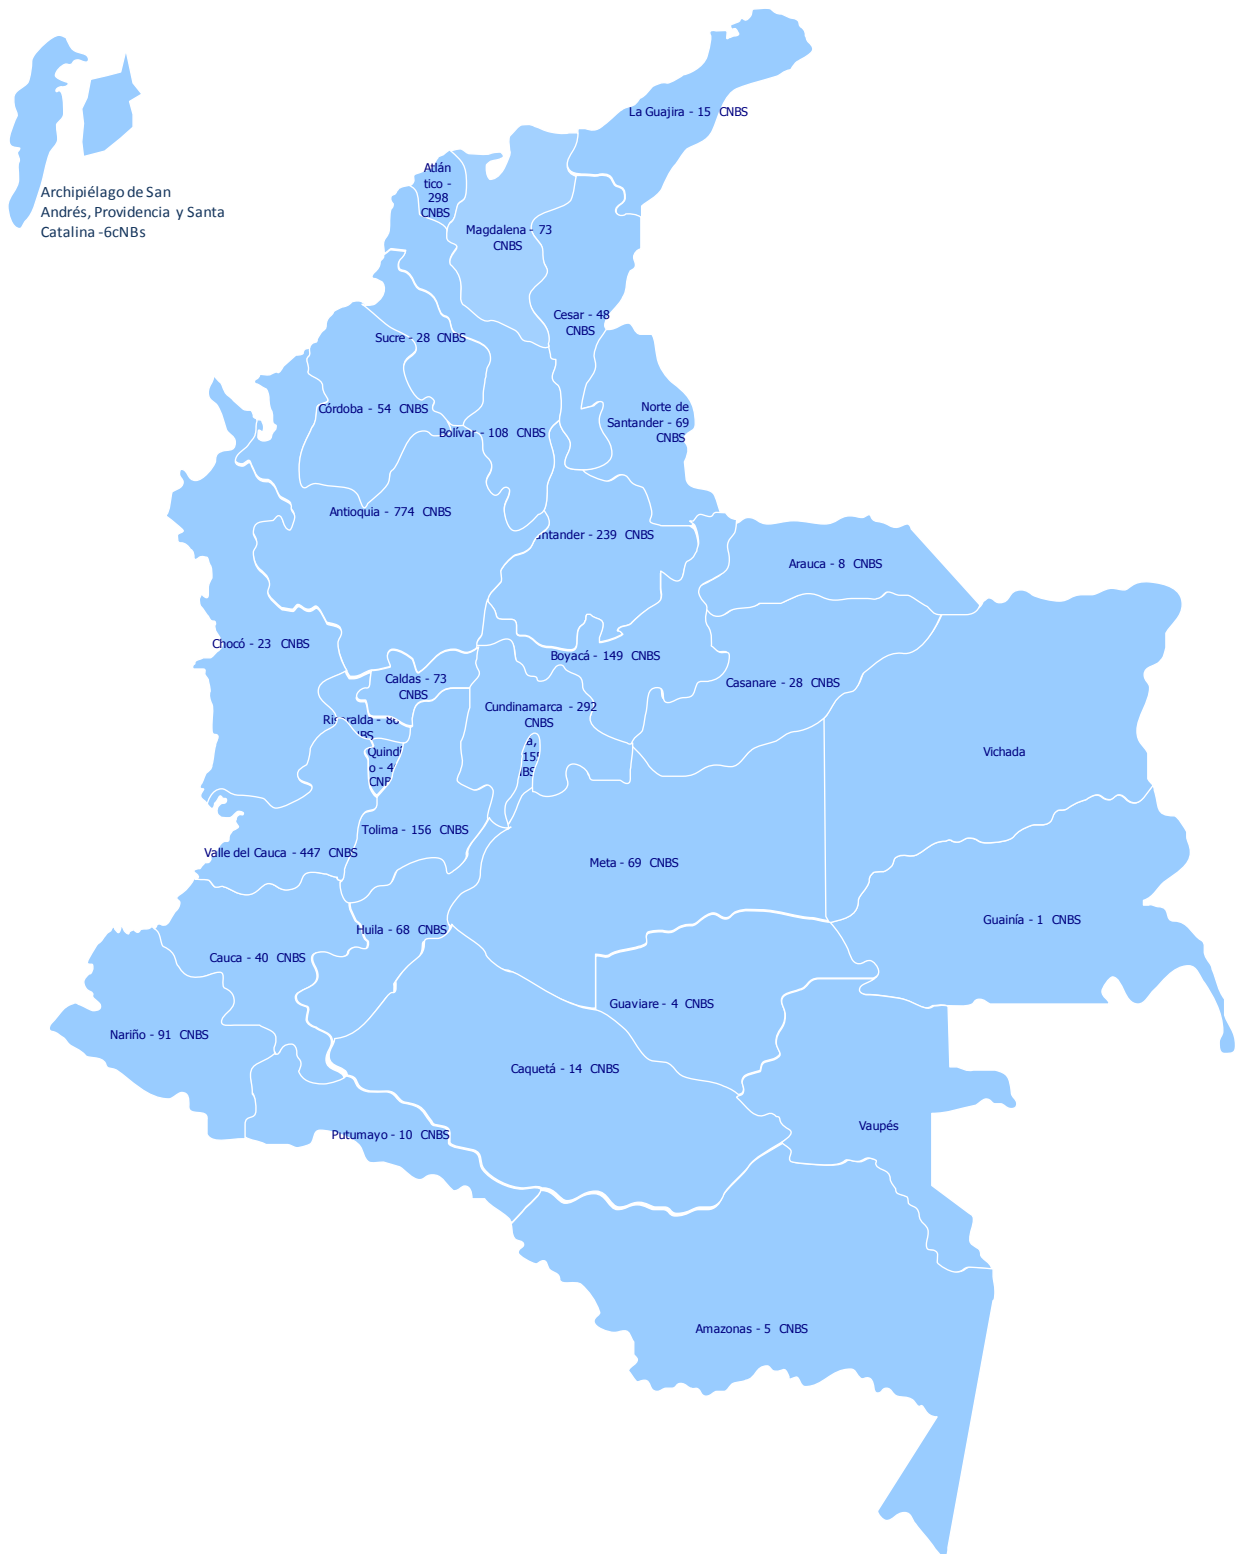 La Guajira - 15 CNBS
Atlán
tico -
298
CNBS
Archipiélago de San
Andrés, Providencia y Santa
Catalina -6cNBs
Magdalena - 73
CNBS
Cesar - 48
CNBS
Sucre - 28 CNBS
Córdoba - 54 CNBS
Norte de
Santander - 69
CNBS
Bolívar - 108 CNBS
Antioquia - 774 CNBS
- 239 CNBS
Arauca - 8 CNBS
Chocó - 23 CNBS
Boyacá - 149 CNBS
Caldas - 73
CNBS
Casanare - 28 CNBS
Cundinamarca - 292
CNBS
Vichada
Tolima - 156 CNBS
Valle del Cauca - 447 CNBS
Meta - 69 CNBS
Guainía - 1 CNBS
Huila - 68 CNBS
Cauca - 40 CNBS
Guaviare - 4 CNBS
Nariño - 91 CNBS
Caquetá - 14 CNBS
Vaupés
Putumayo - 10 CNBS
Amazonas - 5 CNBS